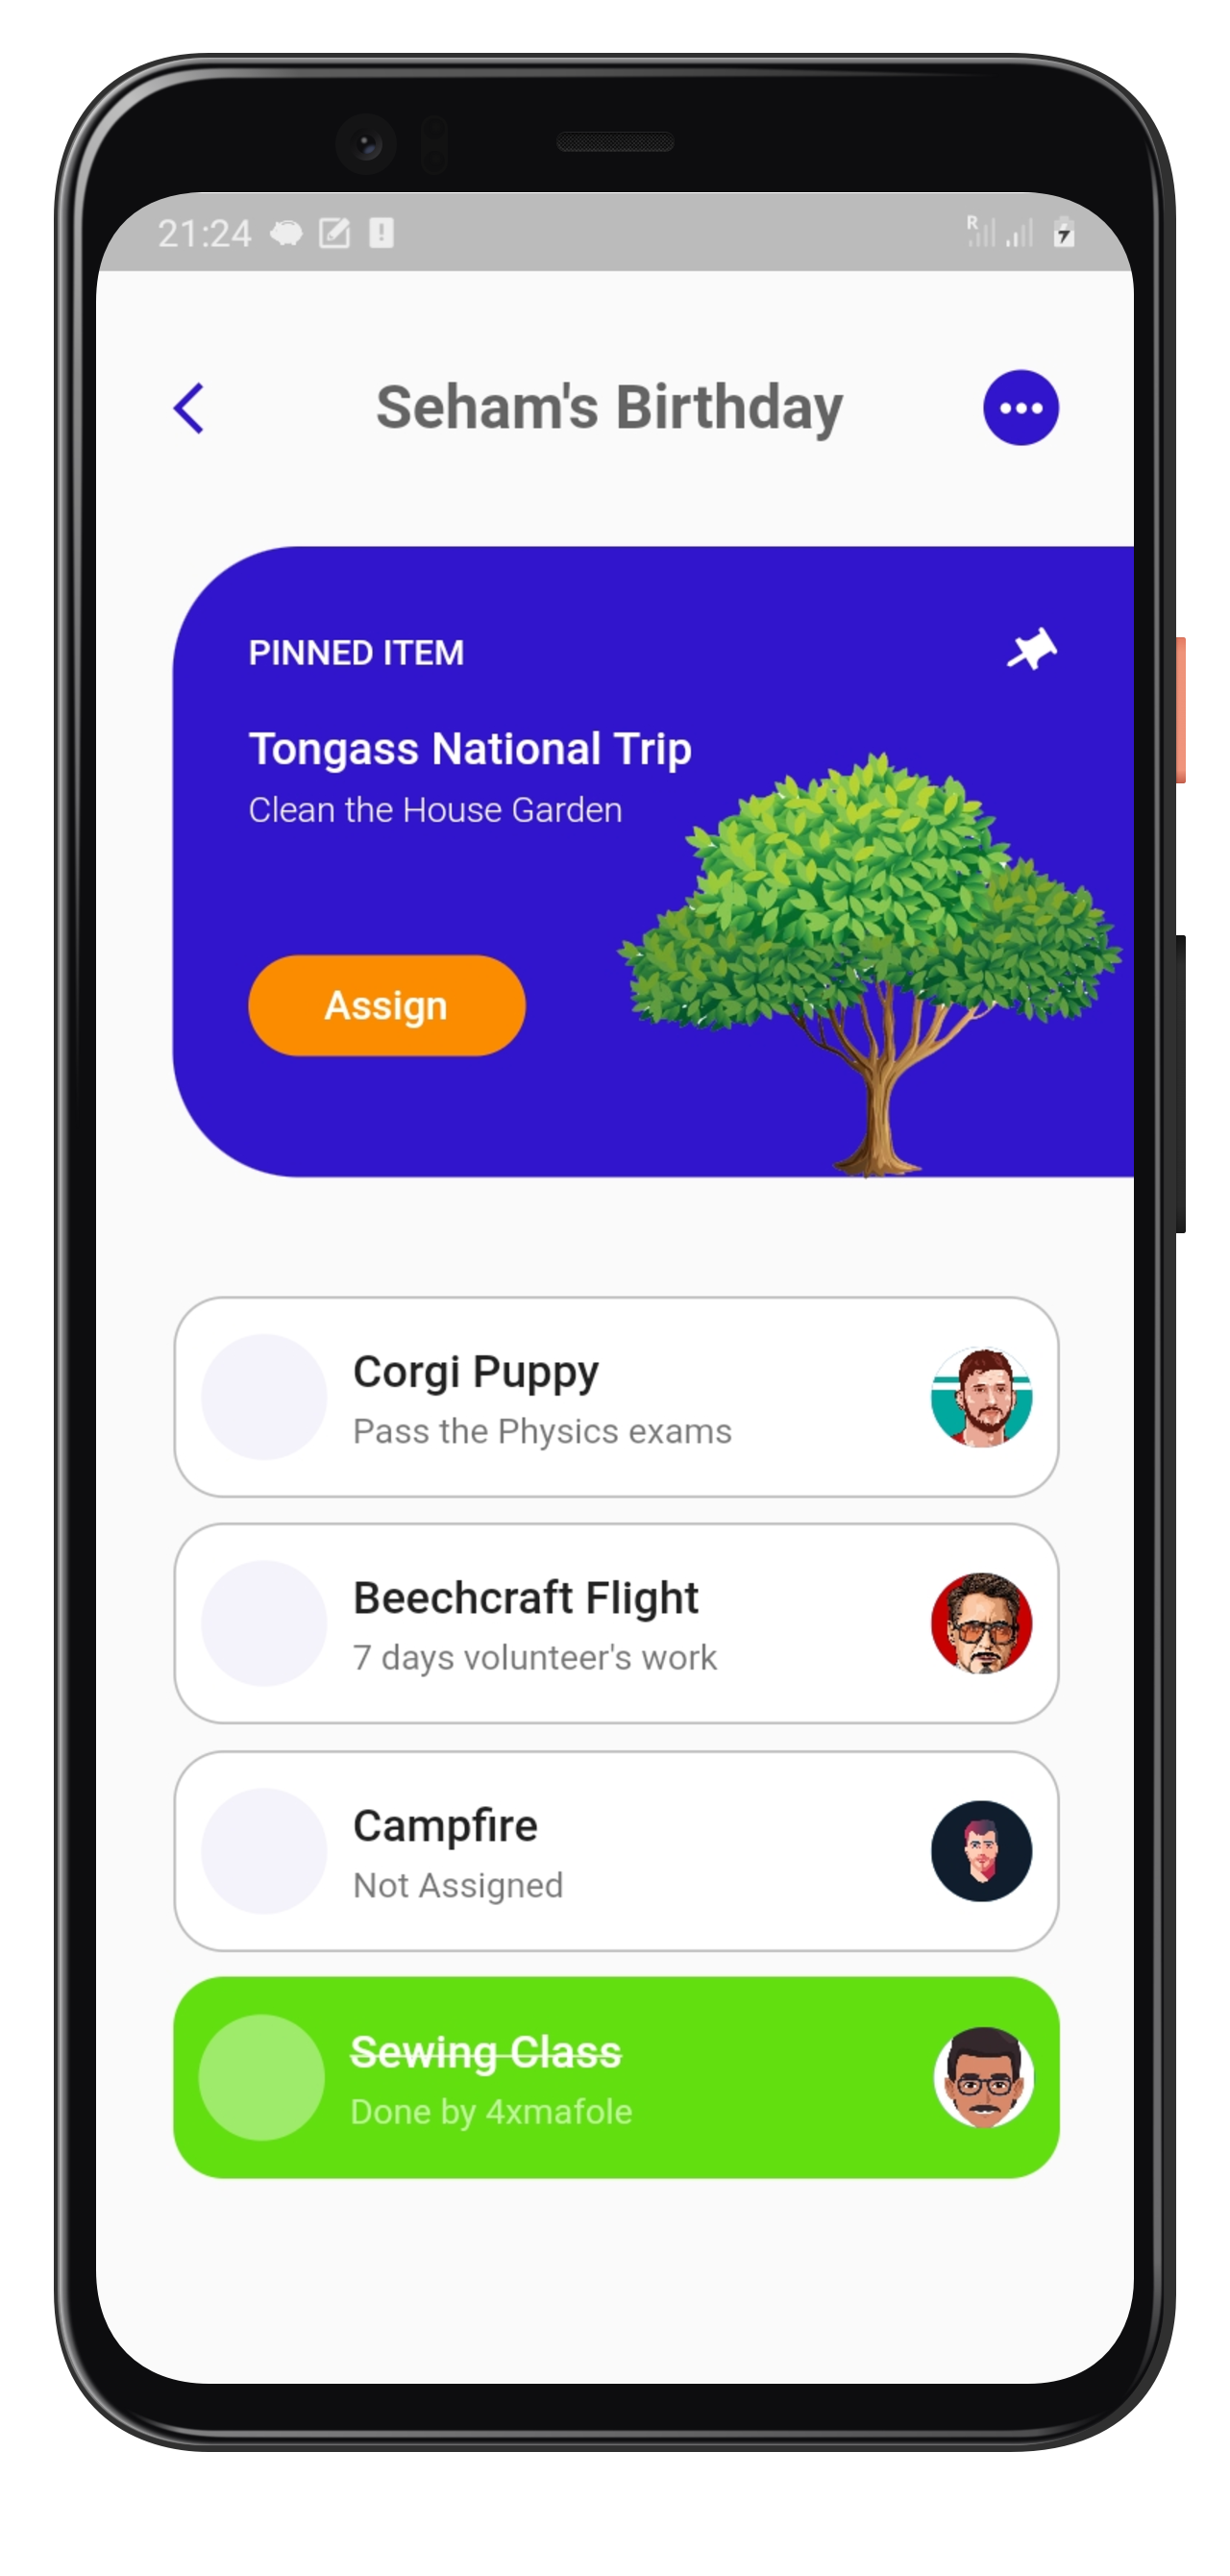 21:24
R
Seham's Birthday
PINNED ITEM
Tongass National Trip
Clean the House Garden
Assign
Corgi Puppy
Pass the Physics exams
Beechcraft Flight
7 days volunteer's work
Campfire
Not Assigned
Sewing Class
Done by 4xmafole